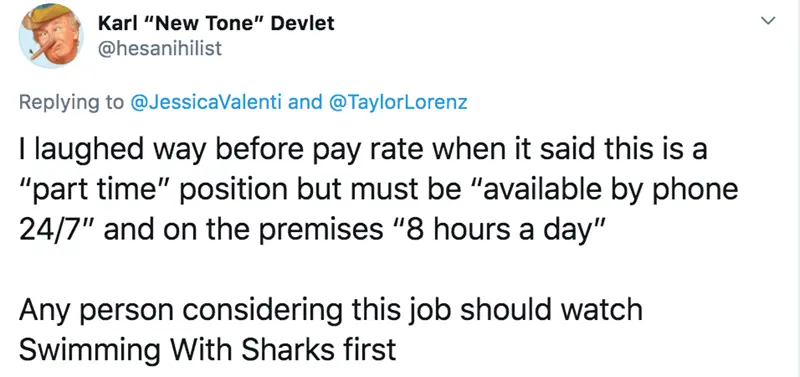 Karl “New Tone” Devlet
@hesanihilist
Replying to @JessicaValenti and @TaylorLorenz
I laughed way before pay rate when it said this is a
“part time” position but must be “available by phone
24/7” and on the premises “8 hours a day”
Any person considering this job should watch
Swimming With Sharks first